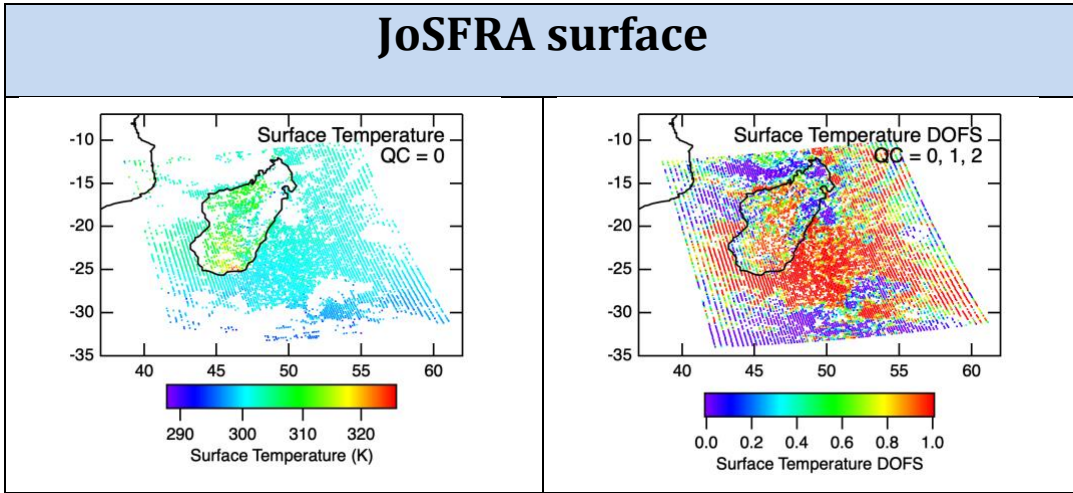 JoSFRA surface
Surface Temperature
QC = 0
-10
-15
-20
-25
-30
-35
40 45 50 55 60
290 300 310 320
Surface Temperature (K)
Surface Temperature DOFS
QC = 0, 1, 2
-10
-15
-20
-25
-30
-35
40 45 50 55 60
0.0 0.2 0.4 0.6 0.8 1.0
Surface Temperature DOFS